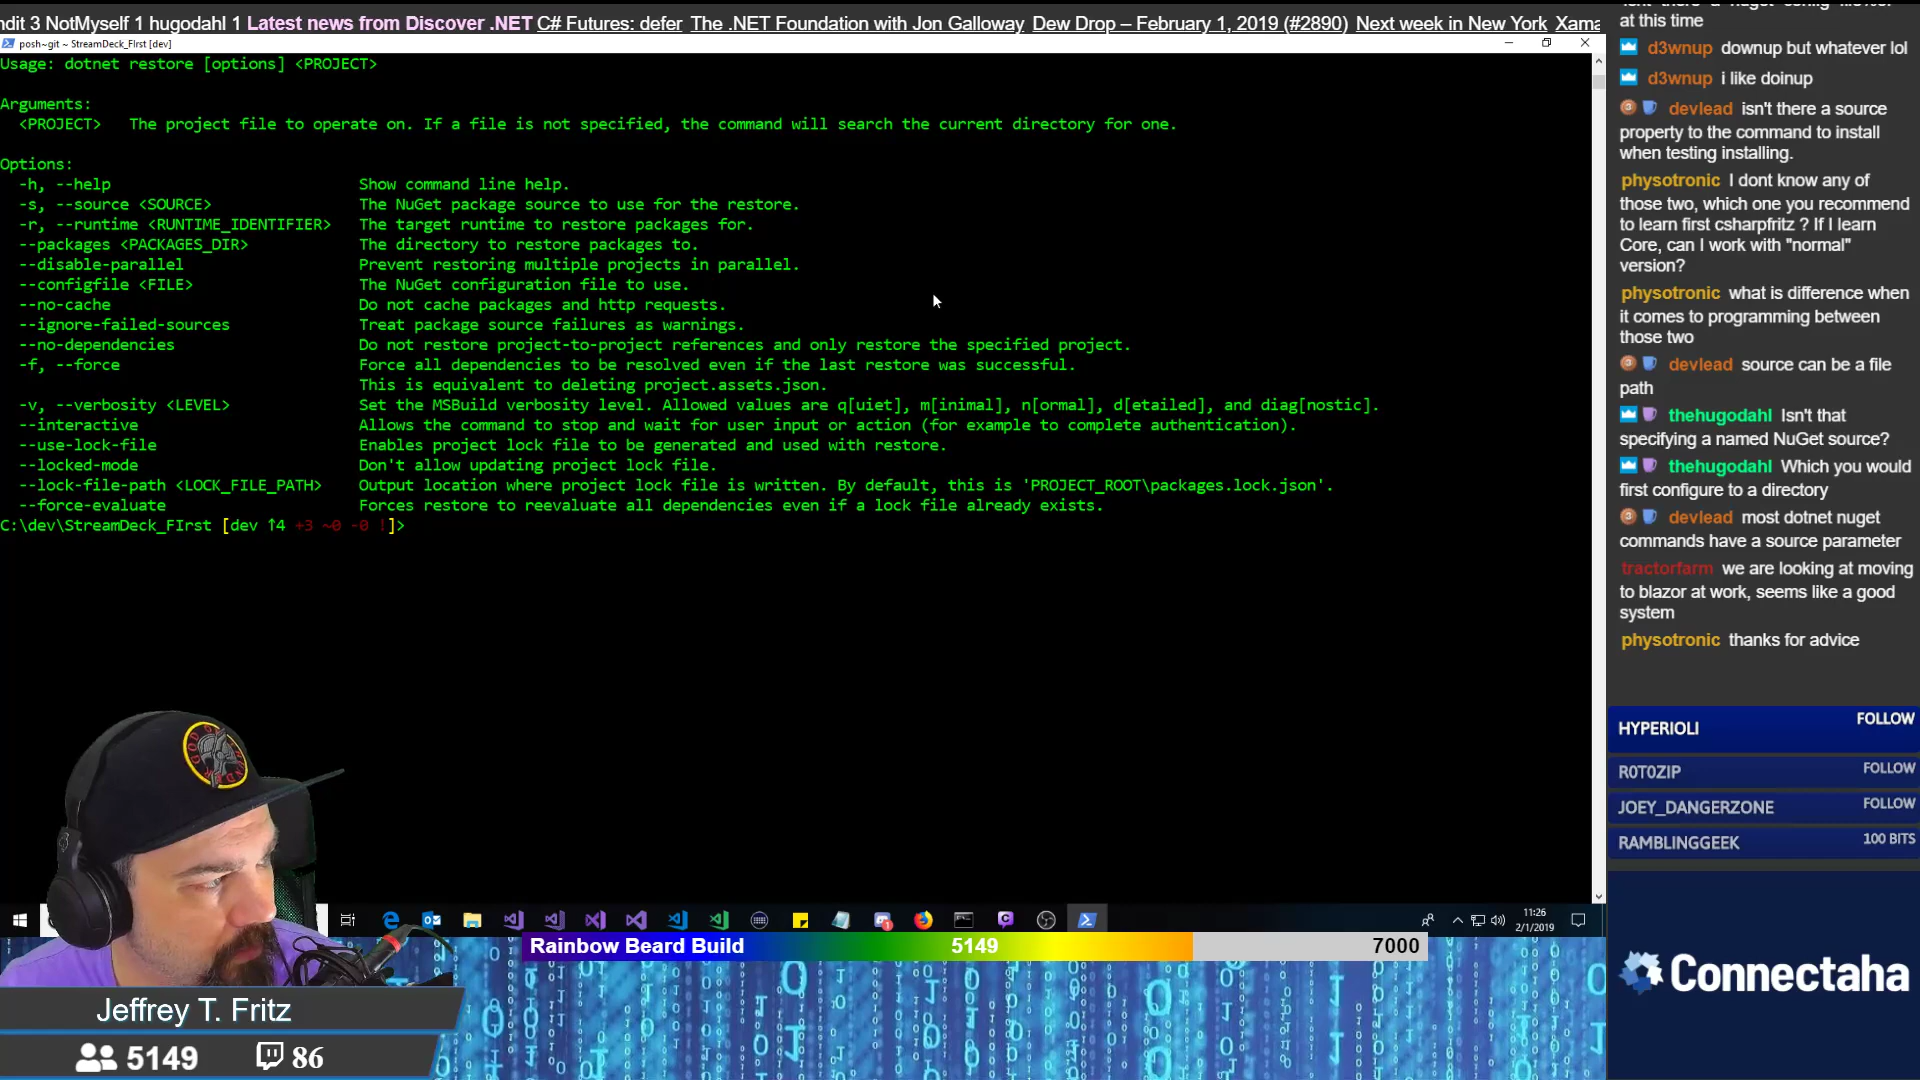 ndit 3 NotMyself 1 hugodahl 1 Latest news from Discover .NET C# Futures: defer The .NET Foundation with Jon Galloway Dew Drop – February 1, 2019 (#2890) Next week in New York Xama
posh~git ~ StreamDeck_FIrst [dev]
Usage: dotnet restore [options] <PROJECT>
Arguments:
<PROJECT> The project file to operate on. If a file is not specified, the command will search the current directory for one.
Options:
-h, --help Show command line help.
-s, --source <SOURCE> The NuGet package source to use for the restore.
-r, --runtime <RUNTIME_IDENTIFIER> The target runtime to restore packages for.
--packages <PACKAGES_DIR> The directory to restore packages to.
--disable-parallel Prevent restoring multiple projects in parallel.
--configfile <FILE> The NuGet configuration file to use.
--no-cache Do not cache packages and http requests.
--ignore-failed-sources Treat package source failures as warnings.
--no-dependencies Do not restore project-to-project references and only restore the specified project.
-f, --force Force all dependencies to be resolved even if the last restore was successful.
This is equivalent to deleting project.assets.json.
-v, --verbosity <LEVEL> Set the MSBuild verbosity level. Allowed values are q[uiet], m[inimal], n[ormal], d[etailed], and diag[nostic].
--interactive Allows the command to stop and wait for user input or action (for example to complete authentication).
--use-lock-file Enables project lock file to be generated and used with restore.
--locked-mode Don't allow updating project lock file.
--lock-file-path <LOCK_FILE_PATH> Output location where project lock file is written. By default, this is 'PROJECT_ROOT\packages.lock.json'.
--force-evaluate Forces restore to reevaluate all dependencies even if a lock file already exists.
C:\dev\StreamDeck_FIrst [dev ↑4 +3 ~0 -0 !]>
at this time
d3wnup downup but whatever lol
d3wnup i like doinup
devlead isn't there a source
property to the command to install
when testing installing.
physotronic I dont know any of
those two, which one you recommend
to learn first csharpfritz ? If I learn
Core, can I work with "normal"
version?
physotronic what is difference when
it comes to programming between
those two
devlead source can be a file
path
thehugodahl Isn't that
specifying a named NuGet source?
thehugodahl Which you would
first configure to a directory
devlead most dotnet nuget
commands have a source parameter
tractorfarm we are looking at moving
to blazor at work, seems like a good
system
physotronic thanks for advice
HYPERIOLI FOLLOW
R0T0ZIP FOLLOW
JOEY_DANGERZONE FOLLOW
RAMBLINGGEEK 100 BITS
Connectaha
11:26
2/1/2019
Rainbow Beard Build 5149 7000
Jeffrey T. Fritz
5149 86